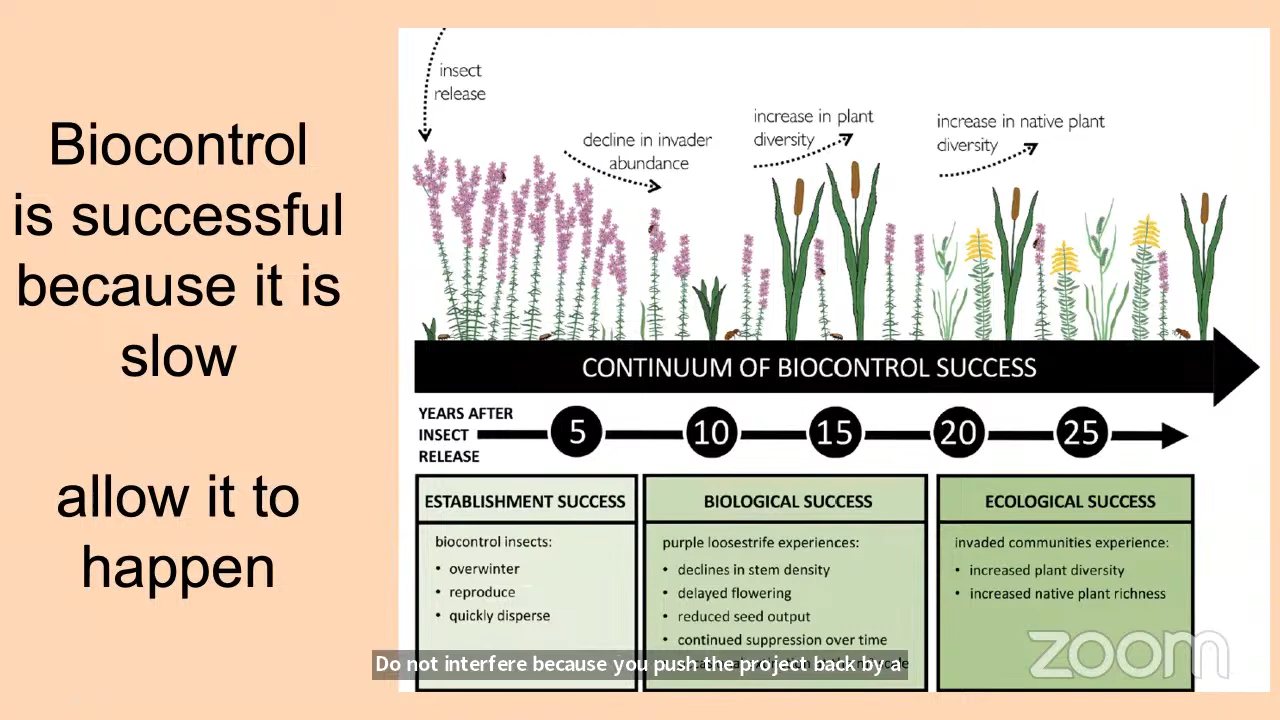 Biocontrol
is successful
because it is
slow
allow it to
happen
insect
release
decline in invader
abundance
increase in plant
diversity
increase in native plant
diversity
CONTINUUM OF BIOCONTROL SUCCESS
YEARS AFTER
INSECT
RELEASE
5 10 15 20 25
ESTABLISHMENT SUCCESS
biocontrol insects:
• overwinter
• reproduce
• quickly disperse
BIOLOGICAL SUCCESS
purple loosestrife experiences:
• declines in stem density
• delayed flowering
• reduced seed output
• continued suppression over time
ECOLOGICAL SUCCESS
invaded communities experience:
• increased plant diversity
• increased native plant richness
Do not interfere because you push the project back by a
zoom